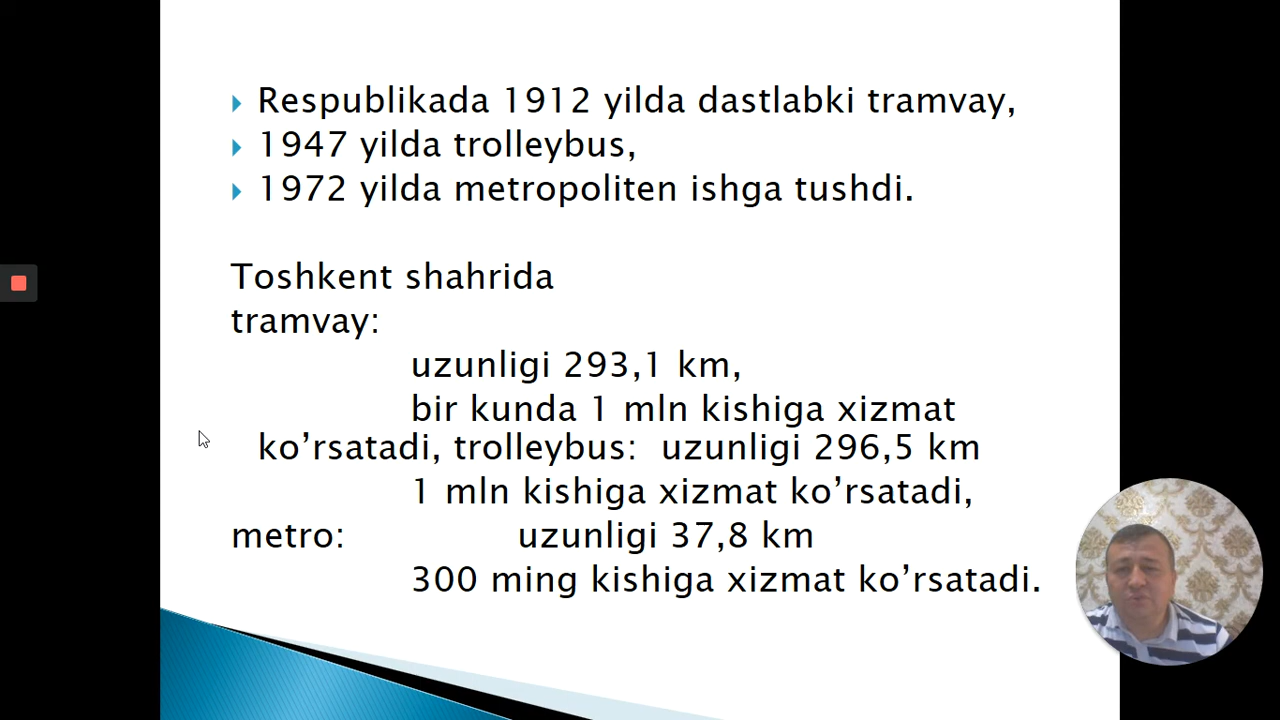 Respublikada 1912 yilda dastlabki tramvay,
1947 yilda trolleybus,
1972 yilda metropoliten ishga tushdi.
Toshkent shahrida
tramvay:
uzunligi 293,1 km,
bir kunda 1 mln kishiga xizmat
ko’rsatadi, trolleybus: uzunligi 296,5 km
1 mln kishiga xizmat ko’rsatadi,
metro: uzunligi 37,8 km
300 ming kishiga xizmat ko’rsatadi.